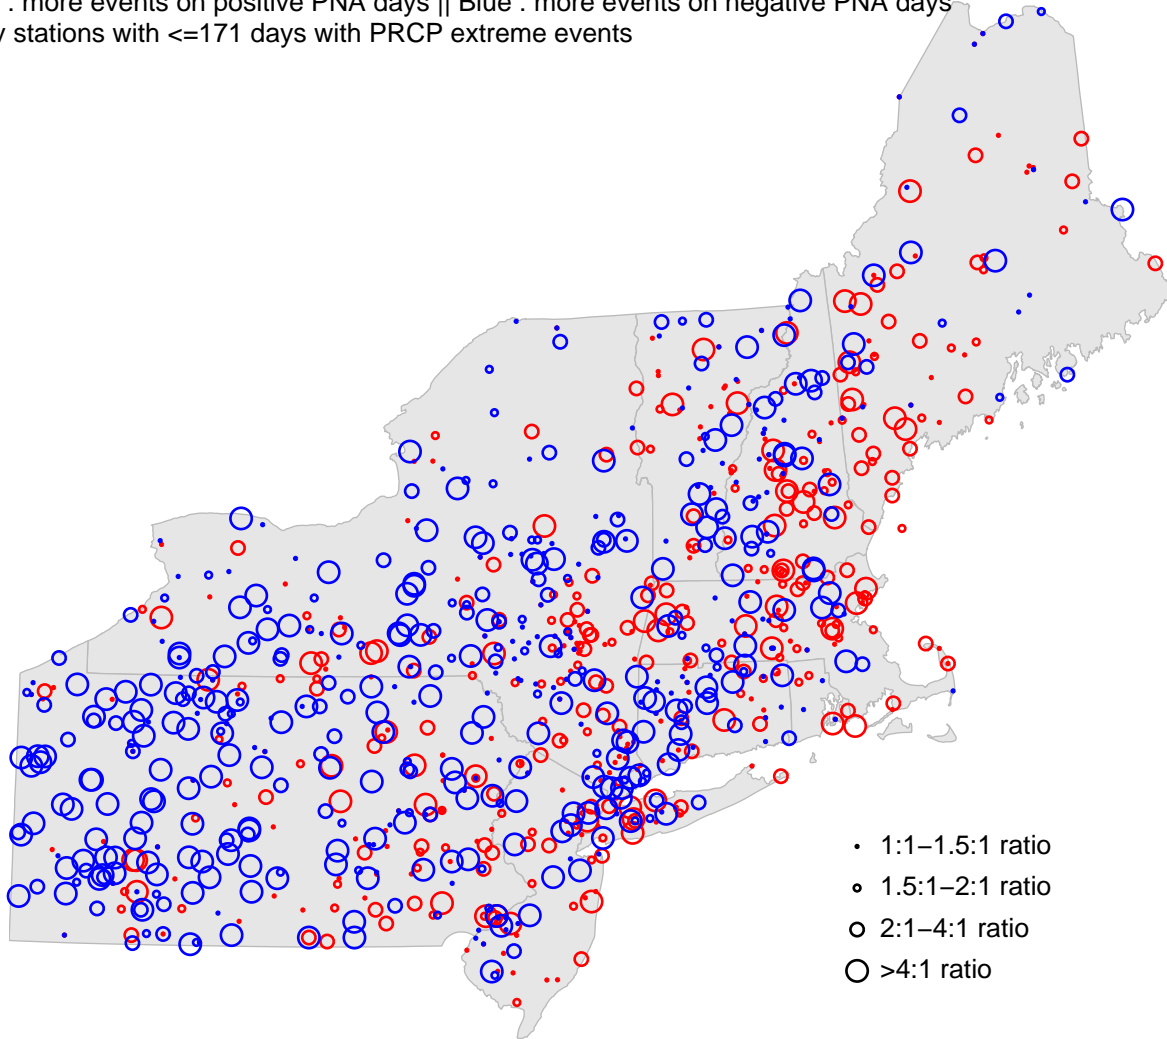 : more events on positive PNA days || Blue : more events on negative PNA days
stations with <=171 days with PRCP extreme events
1:1–1.5:1 ratio
1.5:1–2:1 ratio
2:1–4:1 ratio
>4:1 ratio